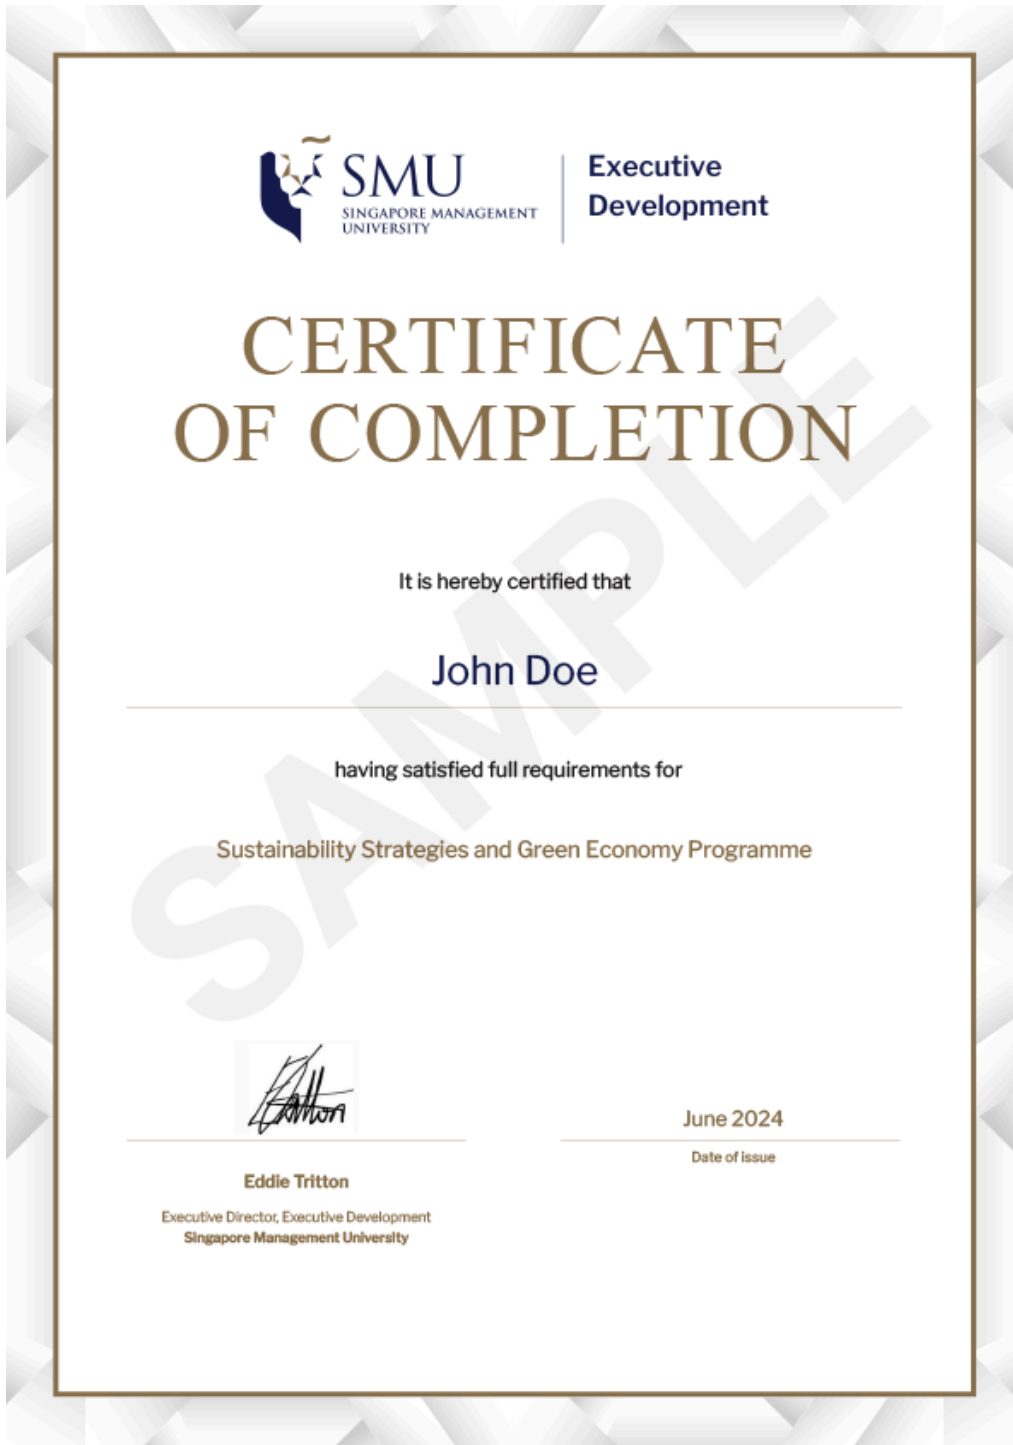 SMU
SINGAPORE MANAGEMENT
UNIVERSITY
Executive
Development
CERTIFICATE
OF COMPLETION
It is hereby certified that
John Doe
having satisfied full requirements for
Sustainability Strategies and Green Economy Programme
SAMPLE
June 2024
Date of issue
Eddie Tritton
Executive Director, Executive Development
Singapore Management University